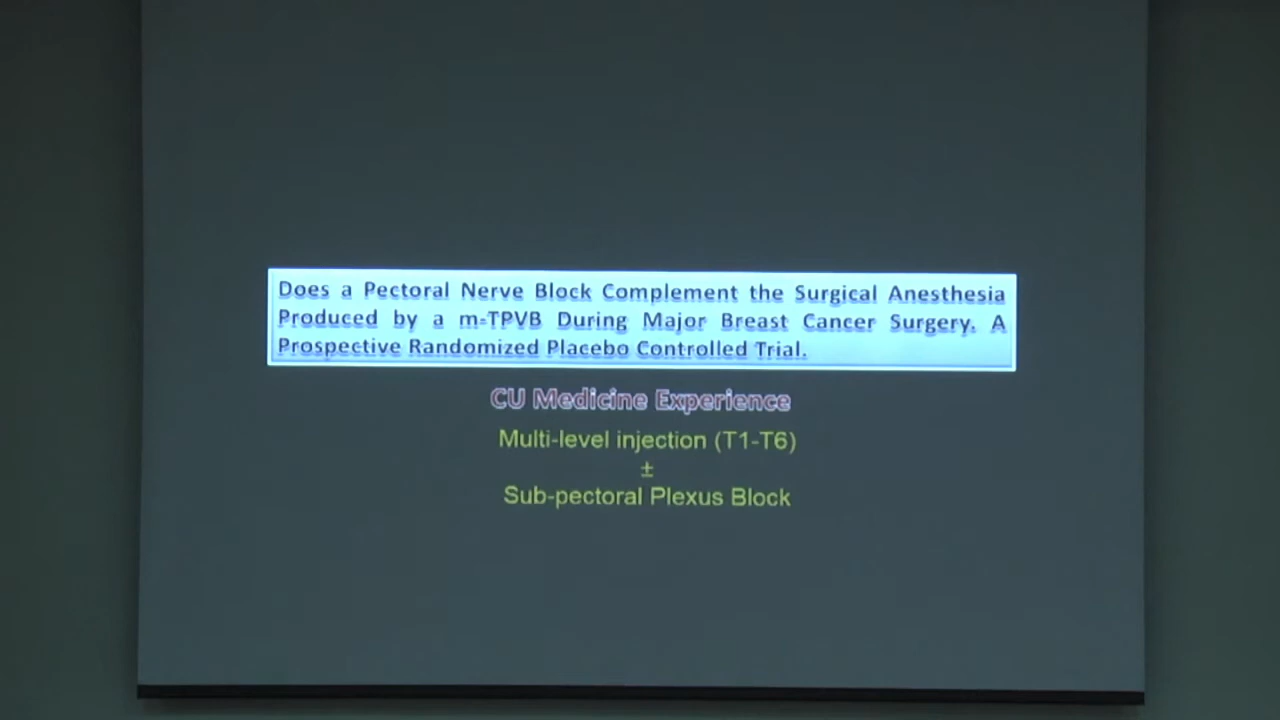 Does a Pectoral Nerve Block Complement the Surgical Anesthesia
Produced by a m-TPVB During Major Breast Cancer Surgery. A
Prospective Randomized Placebo Controlled Trial.
CU Medicine Experience
Multi-level injection (T1-T6)
±
Sub-pectoral Plexus Block